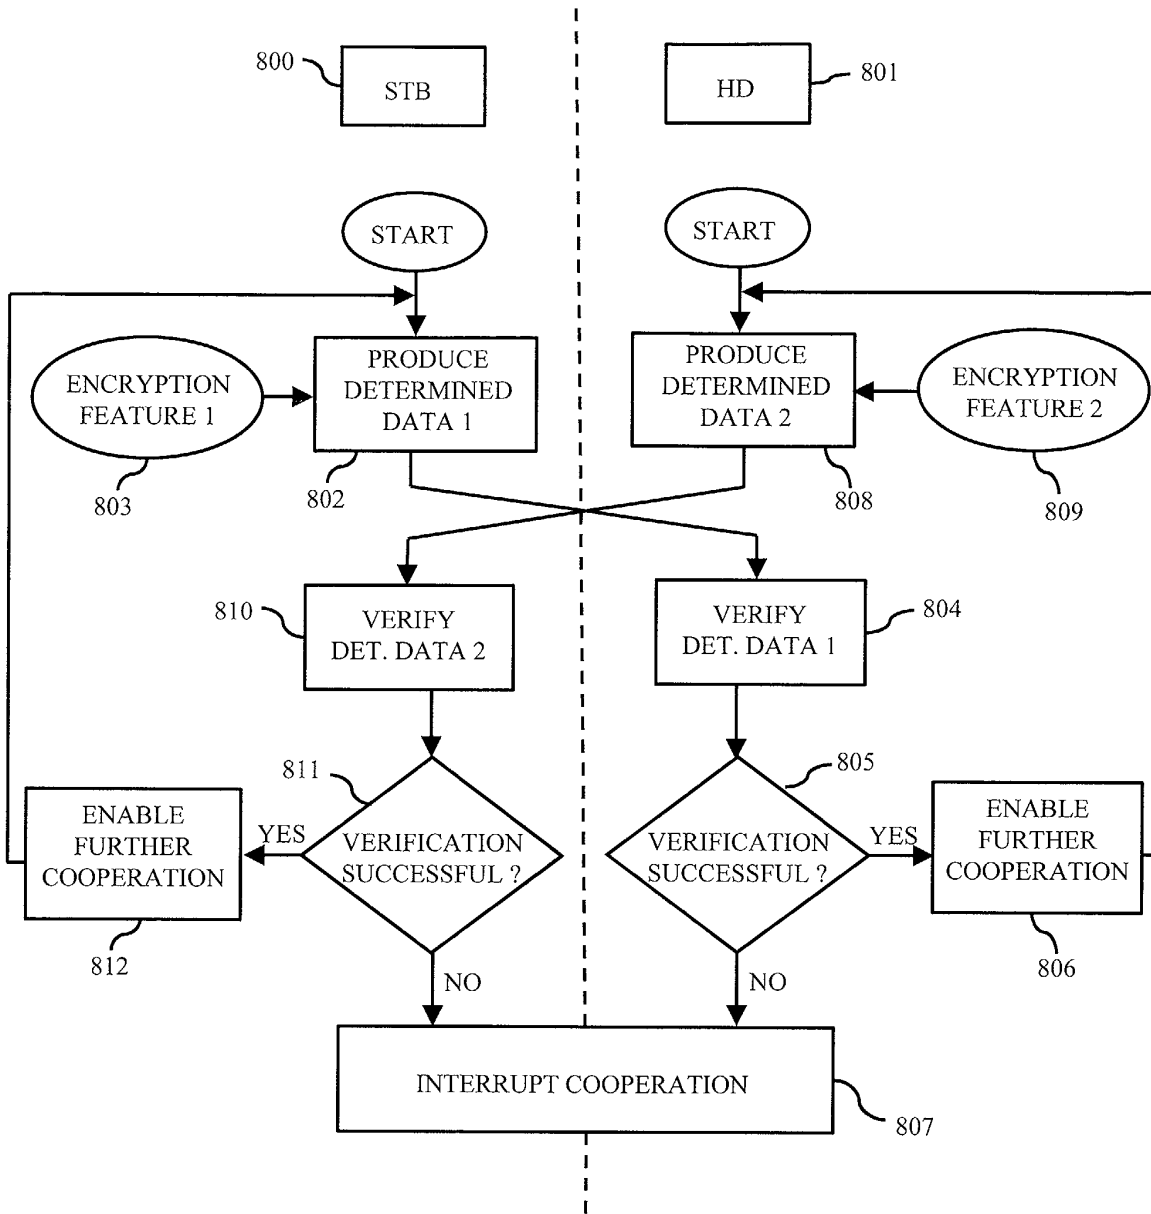 800
STB
HD
801
START
START
ENCRYPTION
FEATURE 1
803
PRODUCE
DETERMINED
DATA 1
802
PRODUCE
DETERMINED
DATA 2
808
ENCRYPTION
FEATURE 2
809
810
VERIFY
DET. DATA 2
VERIFY
DET. DATA 1
804
811
VERIFICATION
SUCCESSFUL ?
YES
ENABLE
FURTHER
COOPERATION
812
NO
805
VERIFICATION
SUCCESSFUL ?
YES
ENABLE
FURTHER
COOPERATION
806
NO
INTERRUPT COOPERATION
807